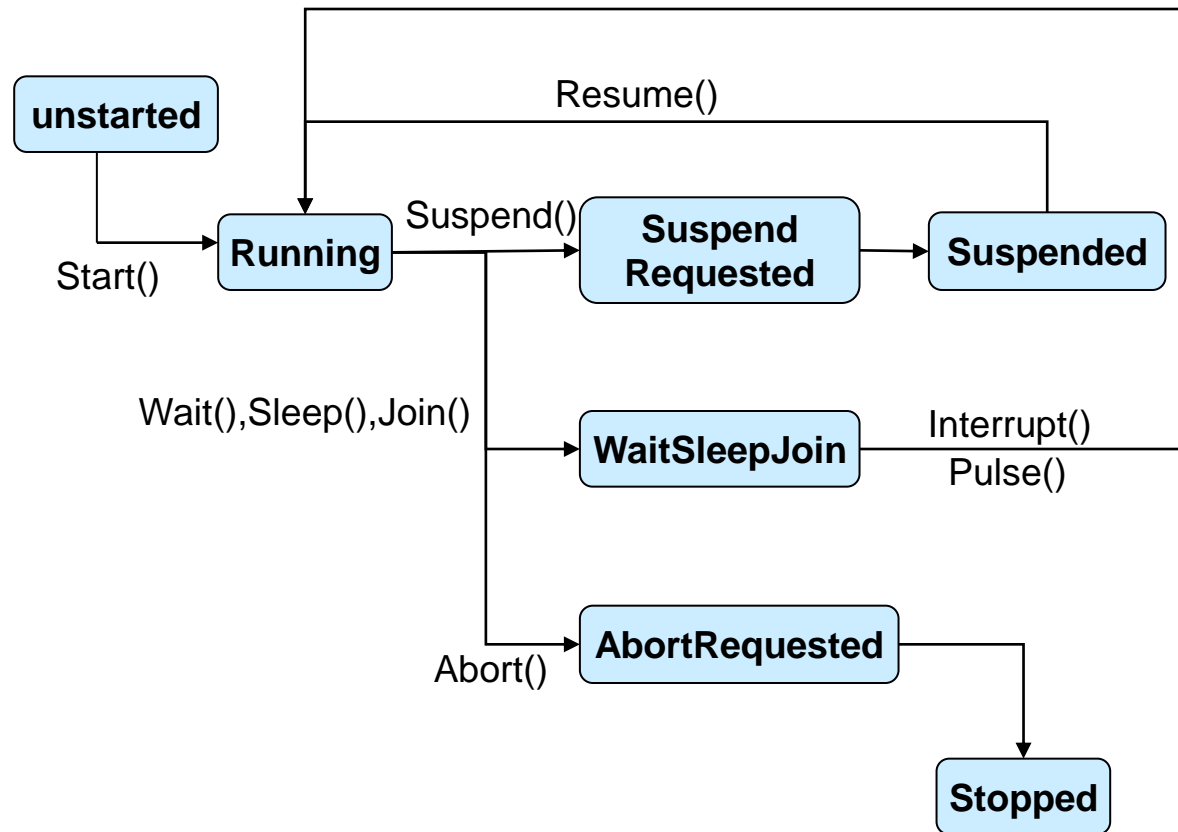 Resume()
unstarted
Suspend()
Suspend
Requested
Running
Suspended
Start()
Wait(),Sleep(),Join()
WaitSleepJoin
Interrupt()
Pulse()
AbortRequested
Abort()
Stopped